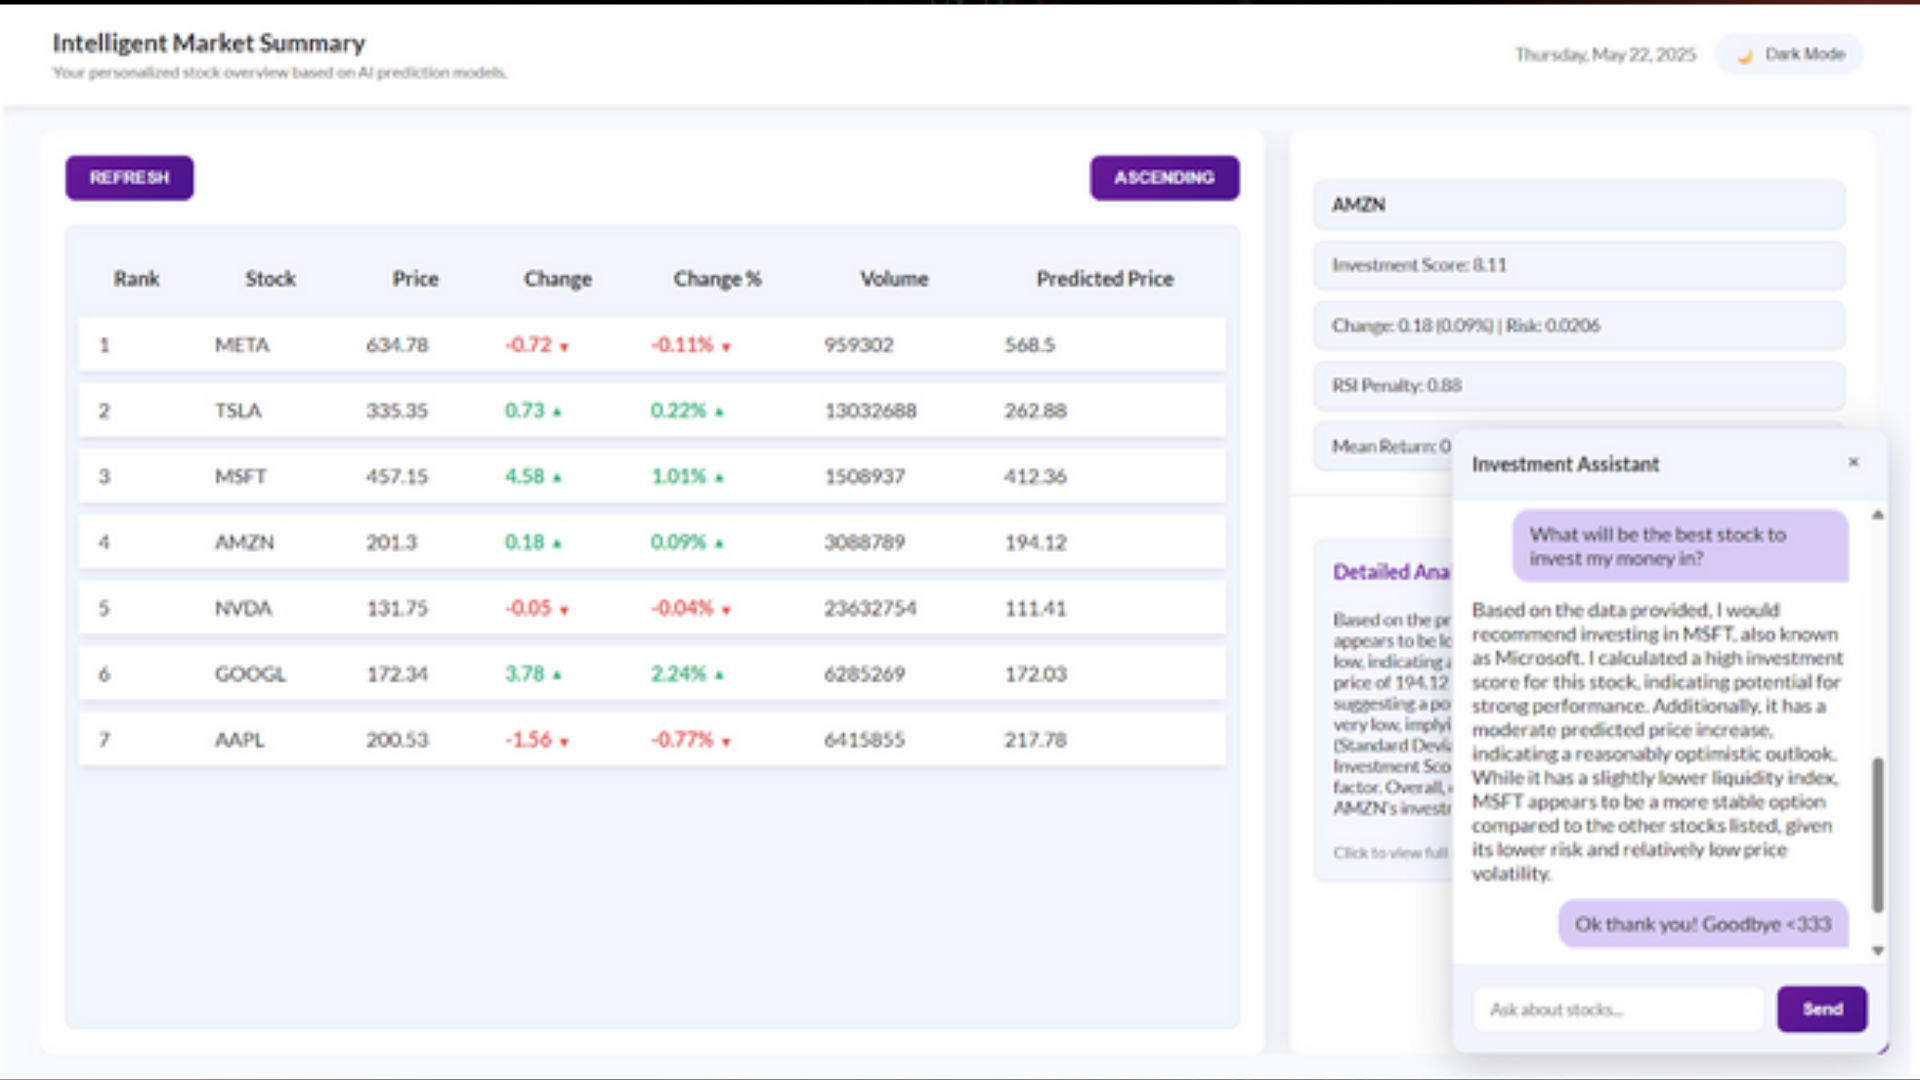 Intelligent Market Summary
Your personalized stock overview based on AI prediction models.
Thursday, May 22, 2025
🌙 Dark Mode
REFRESH
ASCENDING
Rank Stock Price Change Change % Volume Predicted Price
1 META 634.78 -0.72 ▼ -0.11% ▼ 959302 568.5
2 TSLA 335.35 0.73 ▲ 0.22% ▲ 13032688 262.88
3 MSFT 457.15 4.58 ▲ 1.01% ▲ 1508937 412.36
4 AMZN 201.3 0.18 ▲ 0.09% ▲ 3088789 194.12
5 NVDA 131.75 -0.05 ▼ -0.04% ▼ 23632754 111.41
6 GOOGL 172.34 3.78 ▲ 2.24% ▲ 6285269 172.03
7 AAPL 200.53 -1.56 ▼ -0.77% ▼ 6415855 217.78
AMZN
Investment Score: 8.11
Change: 0.18 (0.09%) | Risk: 0.0206
RSI Penalty: 0.88
Mean Return: 0
Detailed Ana
Based on the pr
appears to be lo
low, indicating a
price of 194.12
suggesting a po
very low, implyi
(Standard Devia
Investment Sco
factor. Overall,
AMZN's investr
Click to view full
Investment Assistant
×
What will be the best stock to
invest my money in?
Based on the data provided, I would
recommend investing in MSFT, also known
as Microsoft. I calculated a high investment
score for this stock, indicating potential for
strong performance. Additionally, it has a
moderate predicted price increase,
indicating a reasonably optimistic outlook.
While it has a slightly lower liquidity index,
MSFT appears to be a more stable option
compared to the other stocks listed, given
its lower risk and relatively low price
volatility.
Ok thank you! Goodbye <333
Ask about stocks...
Send